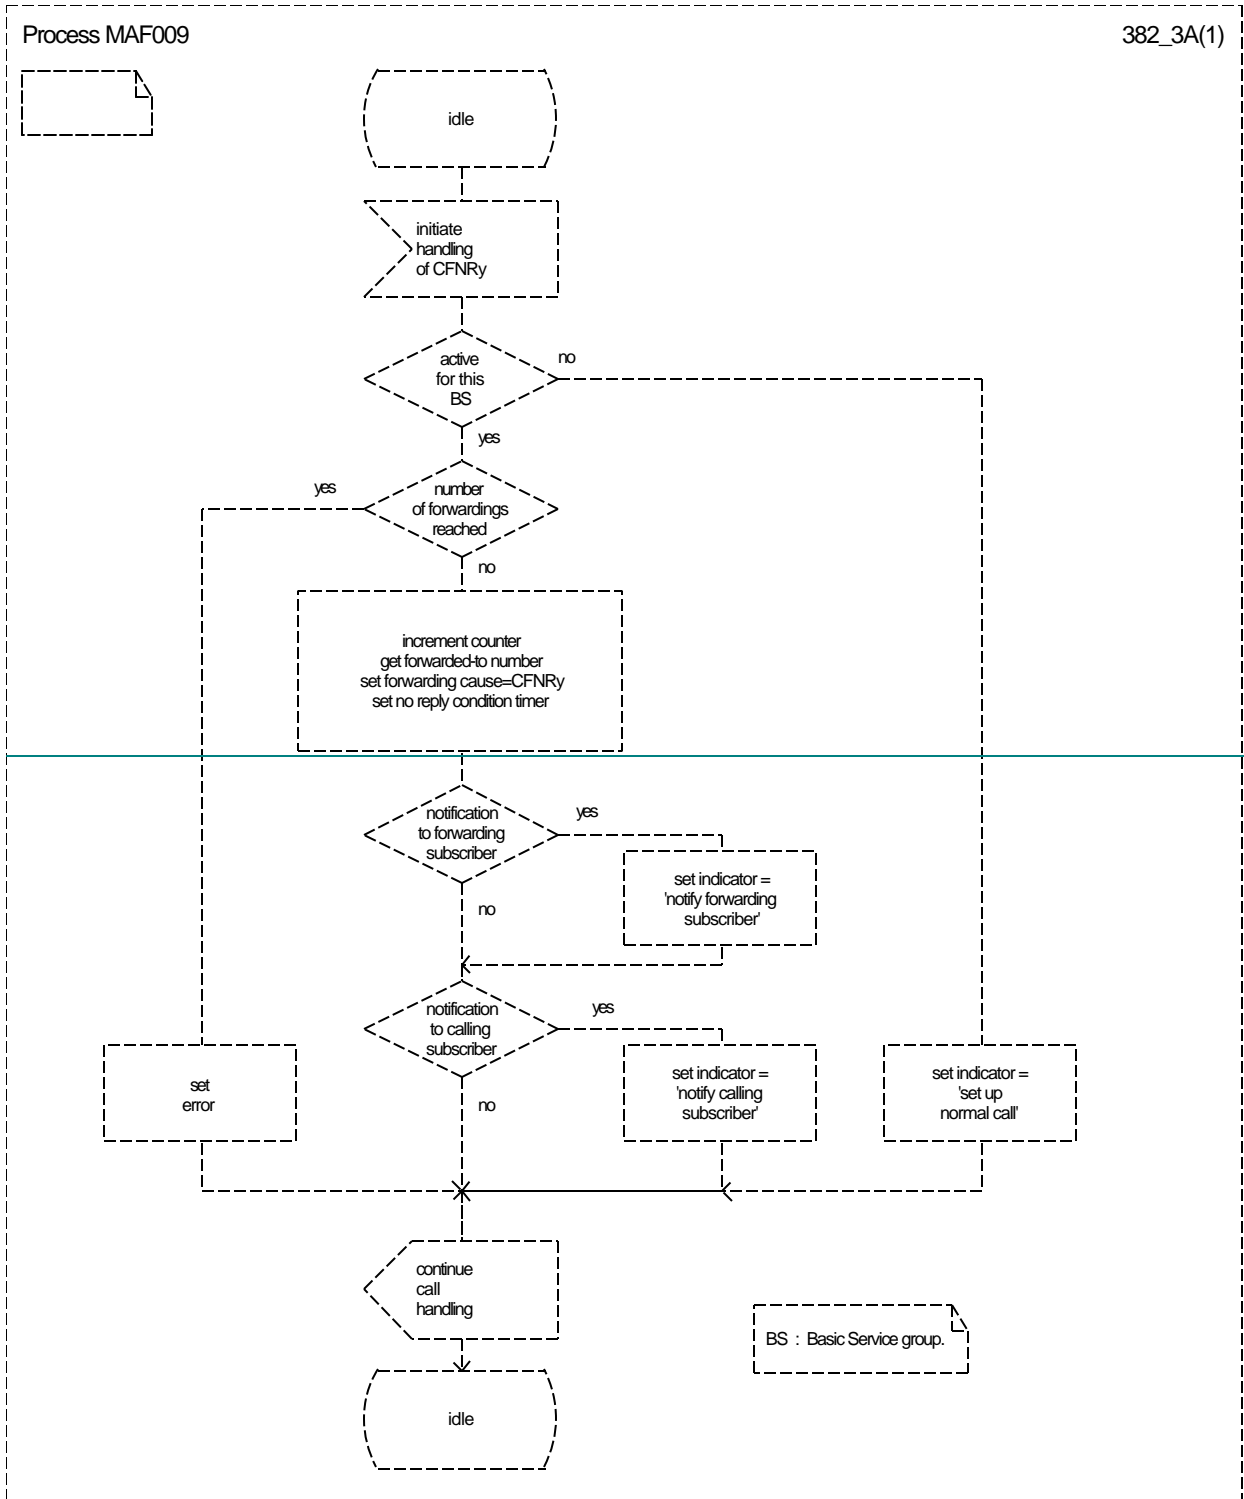 Process MAF009
382_3A(1)
idle
initiate
handling
of CFNRy
active
for this
BS
no
yes
number
of forwardings
reached
yes
no
increment counter
get forwarded-to number
set forwarding cause=CFNRy
set no reply condition timer
notification
to forwarding
subscriber
yes
set indicator =
'notify forwarding
subscriber'
no
notification
to calling
subscriber
yes
set
error
set indicator =
'notify calling
subscriber'
set indicator =
'set up
normal call'
no
continue
call
handling
BS : Basic Service group.
idle